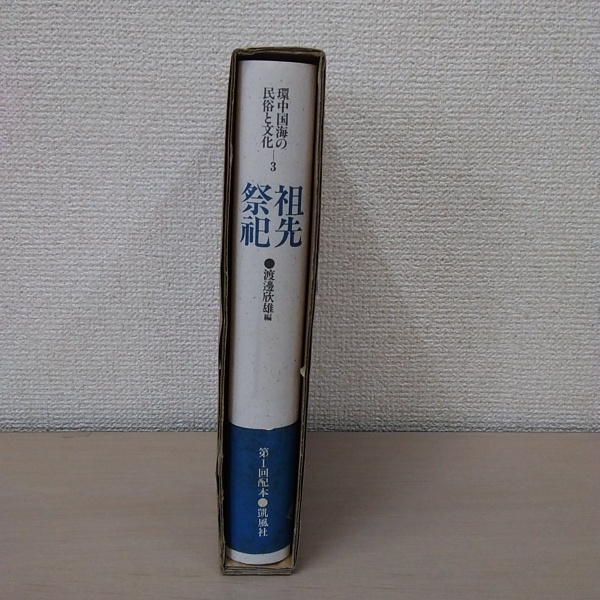 環中国海の
民俗と文化―3
祖先
祭祀
●渡邊欣雄編
第1回配本●凱風社